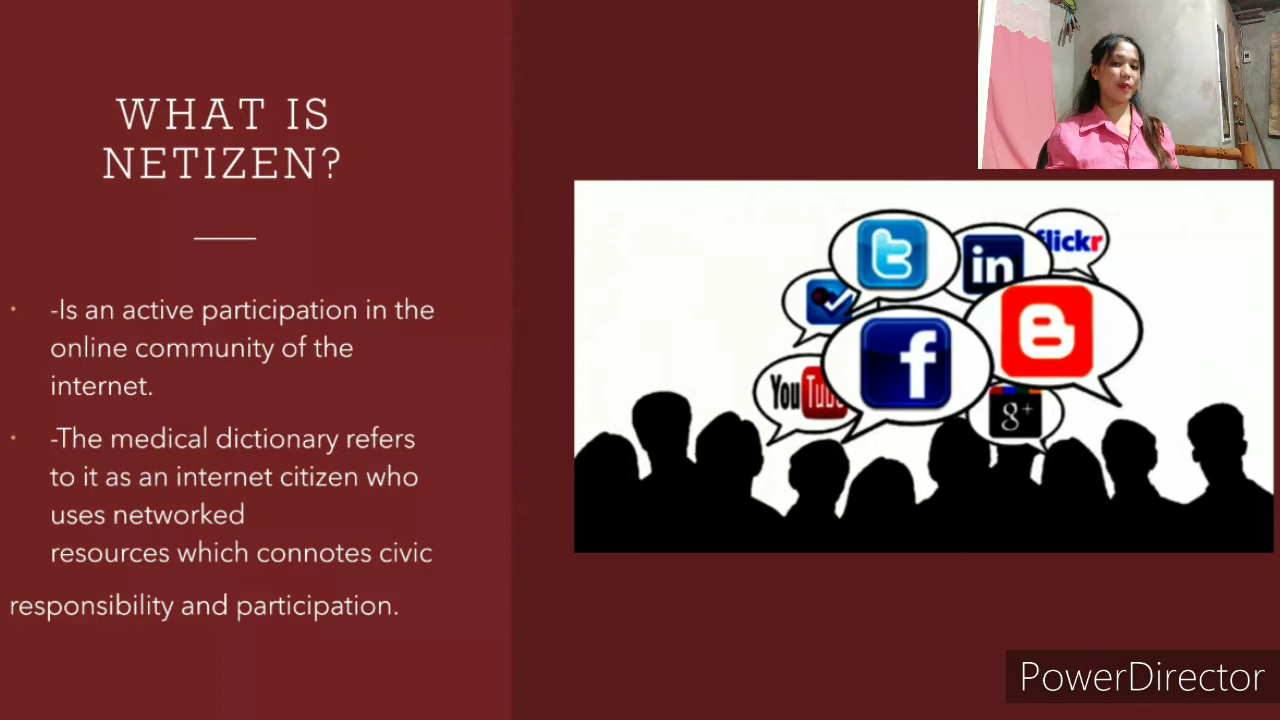 WHAT IS
NETIZEN?
-Is an active participation in the
online community of the
internet.
-The medical dictionary refers
to it as an internet citizen who
uses networked
resources which connotes civic
responsibility and participation.
flickr
in
YouTube
f
g+
PowerDirector